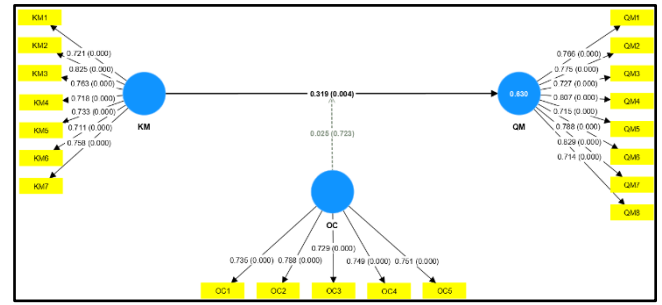 KM1
KM2
KM3
KM4
KM5
KM6
KM7
0.721 (0.000)
0.825 (0.000)
0.763 (0.000)
0.718 (0.000)
0.733 (0.000)
0.711 (0.000)
0.758 (0.000)
KM
0.319 (0.004)
0.025 (0.723)
0.630
QM
0.766 (0.000)
0.775 (0.000)
0.727 (0.000)
0.807 (0.000)
0.715 (0.000)
0.788 (0.000)
0.829 (0.000)
0.714 (0.000)
QM1
QM2
QM3
QM4
QM5
QM6
QM7
QM8
OC
0.735 (0.000)
0.788 (0.000)
0.729 (0.000)
0.749 (0.000)
0.751 (0.000)
OC1
OC2
OC3
OC4
OC5